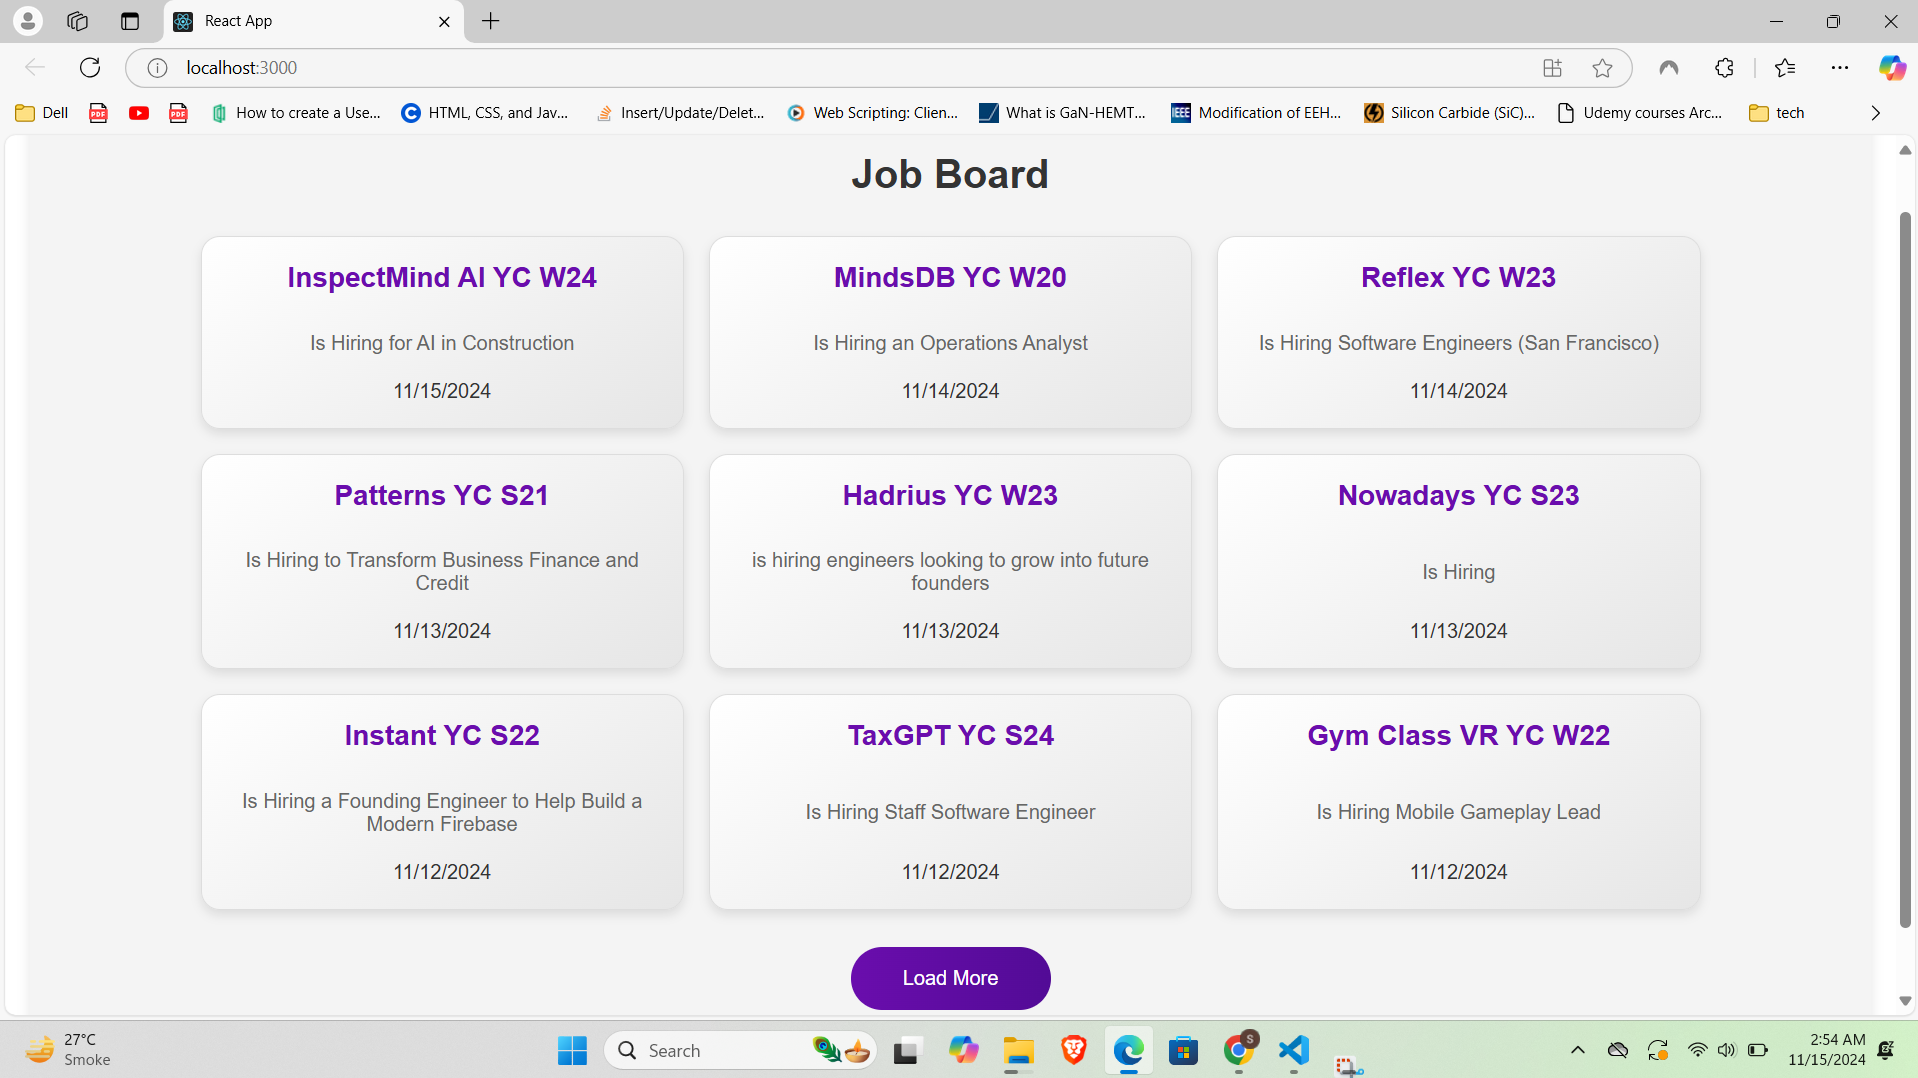 React App
localhost:3000
Dell
PDF
PDF
How to create a Use...
C
HTML, CSS, and Jav...
Insert/Update/Delet...
Web Scripting: Clien...
What is GaN-HEMT...
IEEE
Modification of EEH...
Silicon Carbide (SiC)...
Udemy courses Arc...
tech
Job Board
InspectMind AI YC W24
Is Hiring for AI in Construction
11/15/2024
MindsDB YC W20
Is Hiring an Operations Analyst
11/14/2024
Reflex YC W23
Is Hiring Software Engineers (San Francisco)
11/14/2024
Patterns YC S21
Is Hiring to Transform Business Finance and
Credit
11/13/2024
Hadrius YC W23
is hiring engineers looking to grow into future
founders
11/13/2024
Nowadays YC S23
Is Hiring
11/13/2024
Instant YC S22
Is Hiring a Founding Engineer to Help Build a
Modern Firebase
11/12/2024
TaxGPT YC S24
Is Hiring Staff Software Engineer
11/12/2024
Gym Class VR YC W22
Is Hiring Mobile Gameplay Lead
11/12/2024
Load More
27°C
Smoke
Search
S
2:54 AM
11/15/2024